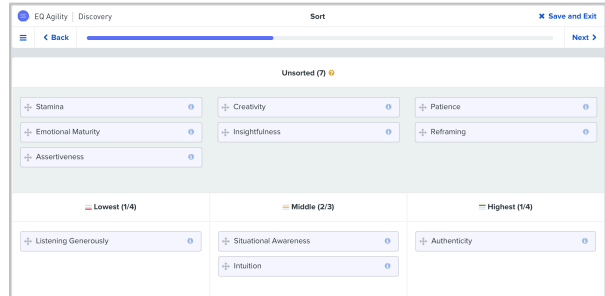 EQ Agility | Discovery Sort ✖ Save and Exit
☰ ❮ Back Next ❯
Unsorted (7)
Stamina Creativity Patience
Emotional Maturity Insightfulness Reframing
Assertiveness
Lowest (1/4) Middle (2/3) Highest (1/4)
Listening Generously Situational Awareness Authenticity
Intuition